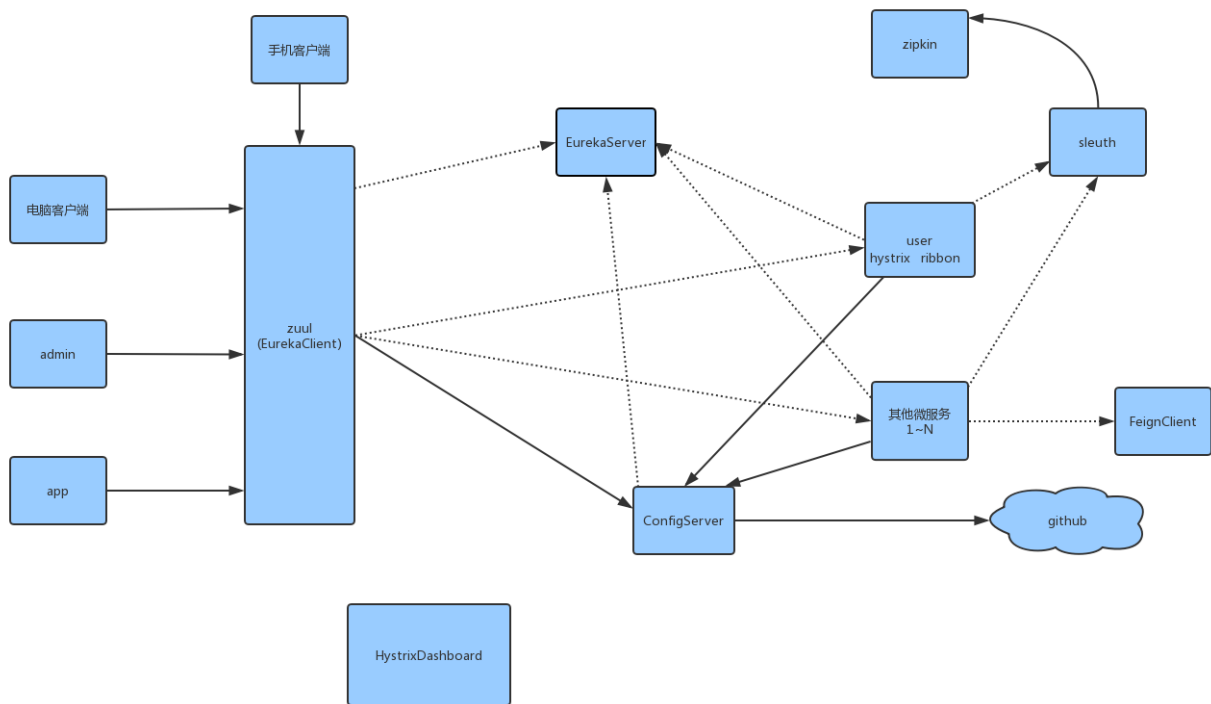 手机客户端
zipkin
EurekaServer
sleuth
电脑客户端
user
hystrix ribbon
zuul
(EurekaClient)
admin
其他微服务
1~N
FeignClient
app
ConfigServer
github
HystrixDashboard